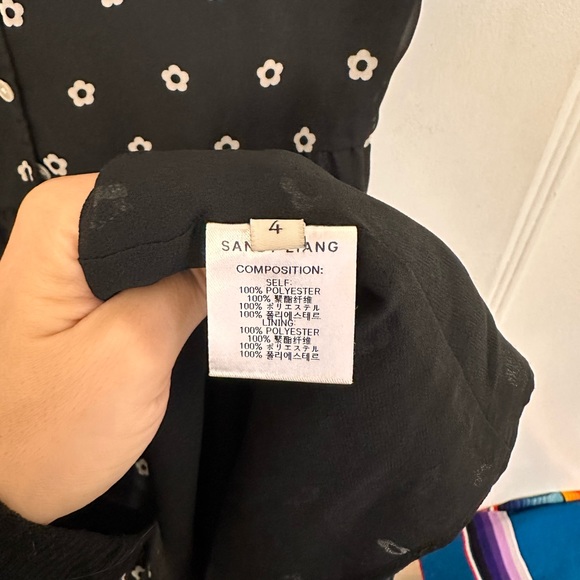 4
SANDY LIANG
COMPOSITION:
SELF:
100% POLYESTER
100% 聚酯纤维
100% ポリエステル
100% 폴리에스테르
LINING:
100% POLYESTER
100% 聚酯纤维
100% ポリエステル
100% 폴리에스테르